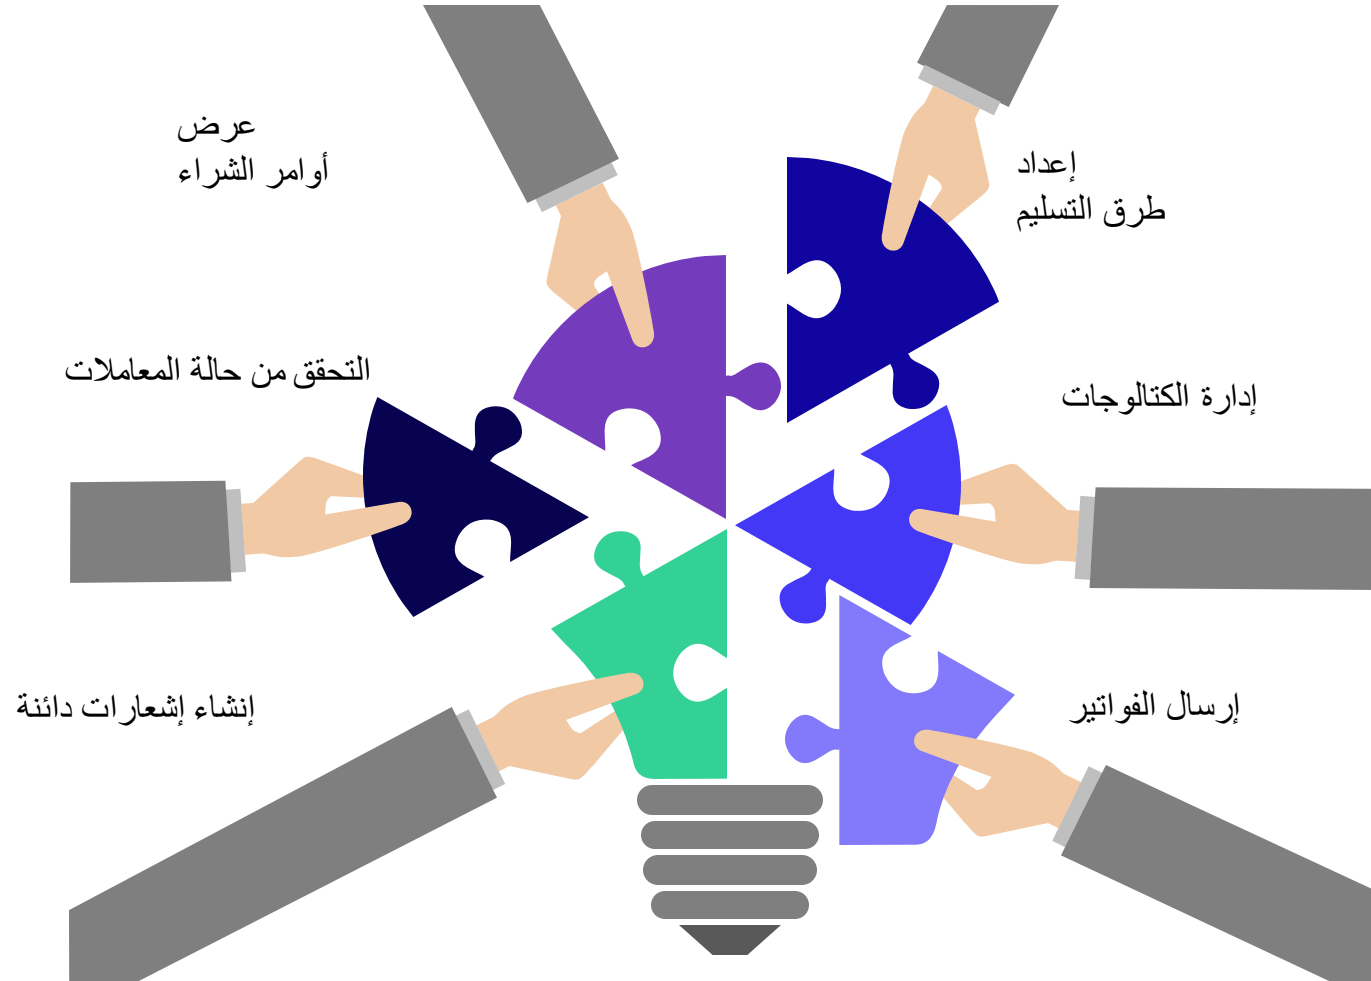 عرض
أوامر الشراء
إعداد
طرق التسليم
التحقق من حالة المعاملات
إدارة الكتالوجات
إنشاء إشعارات دائنة
إرسال الفواتير